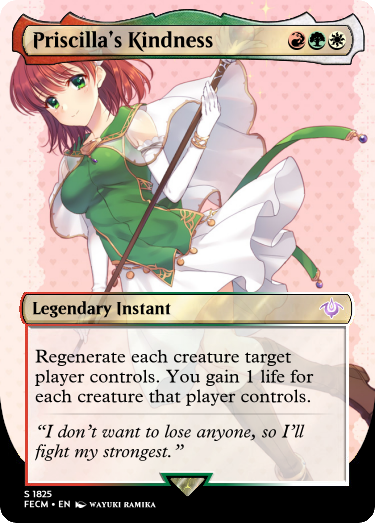 Priscilla's Kindness
Legendary Instant
Regenerate each creature target
player controls. You gain 1 life for
each creature that player controls.
“I don't want to lose anyone, so I'll
fight my strongest.”
S 1825
FECM • EN WAYUKI RAMIKA